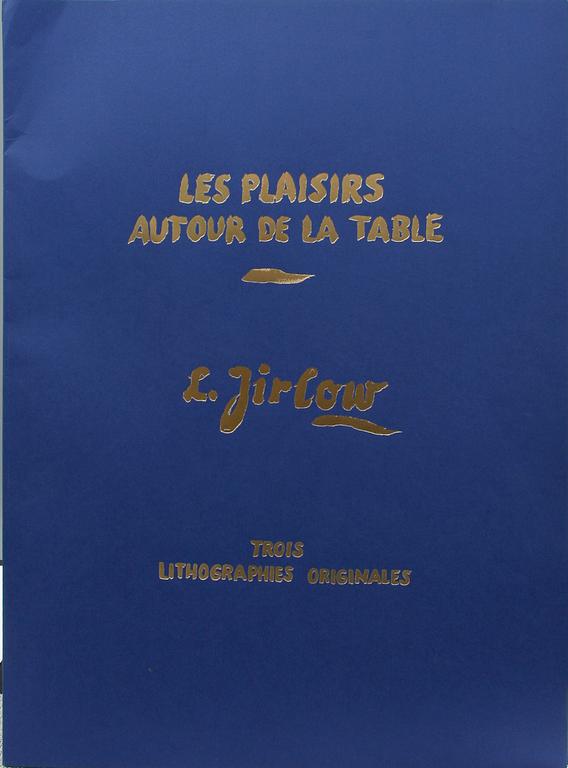 LES PLAISIRS
AUTOUR DE LA TABLE
L. Jirlow
TROIS
LITHOGRAPHIES ORIGINALES